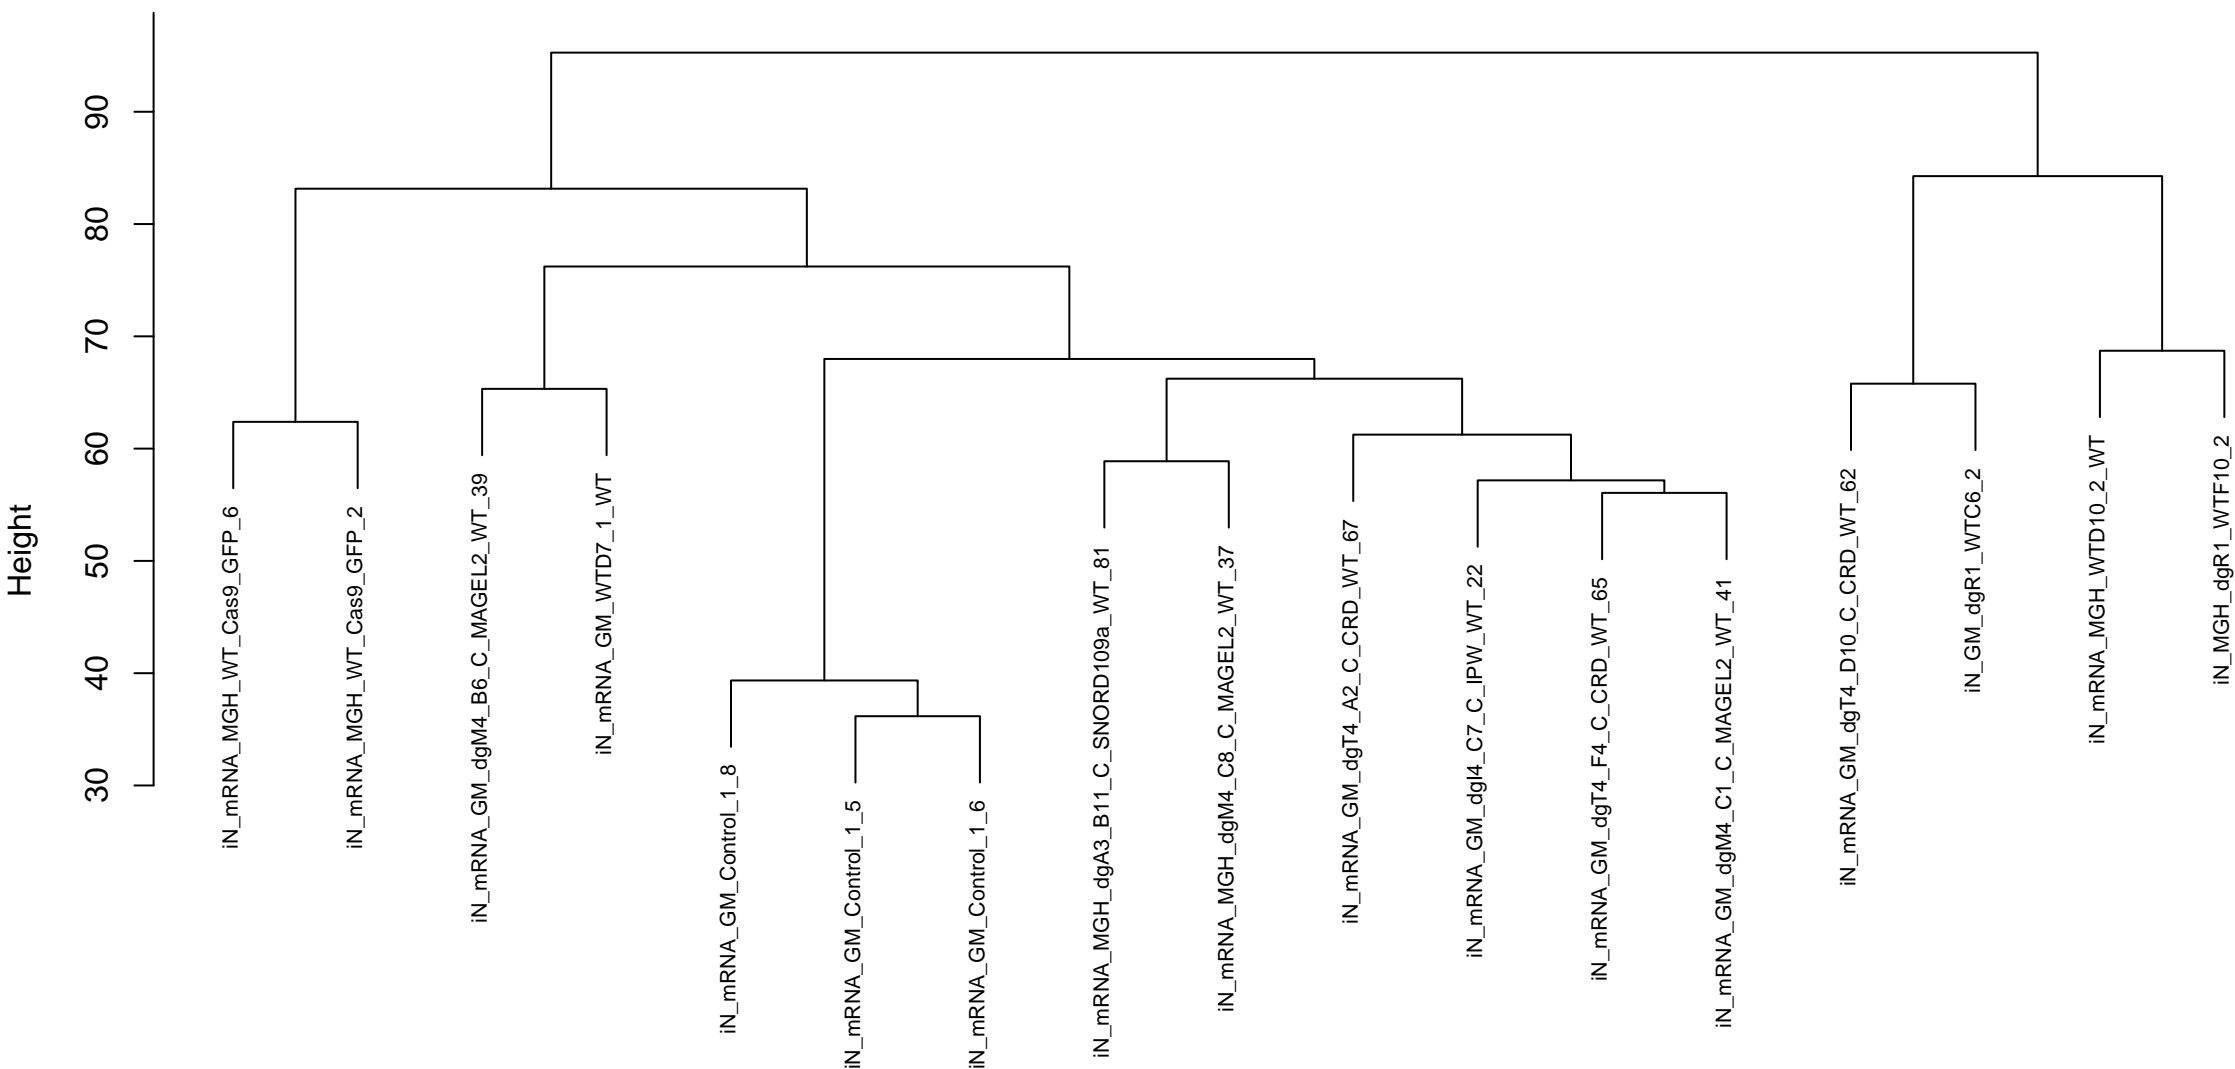 Height
90
80
70
60
50
40
30
iN_mRNA_MGH_WT_Cas9_GFP_6
iN_mRNA_MGH_WT_Cas9_GFP_2
iN_mRNA_GM_dgM4_B6_C_MAGEL2_WT_39
iN_mRNA_GM_WTD7_1_WT
iN_mRNA_GM_Control_1_8
iN_mRNA_GM_Control_1_5
iN_mRNA_GM_Control_1_6
iN_mRNA_MGH_dgA3_B11_C_SNORD109a_WT_81
iN_mRNA_MGH_dgM4_C8_C_MAGEL2_WT_37
iN_mRNA_GM_dgT4_A2_C_CRD_WT_67
iN_mRNA_GM_dgI4_C7_C_IPW_WT_22
iN_mRNA_GM_dgT4_F4_C_CRD_WT_65
iN_mRNA_GM_dgM4_C1_C_MAGEL2_WT_41
iN_mRNA_GM_dgT4_D10_C_CRD_WT_62
iN_GM_dgR1_WTC6_2
iN_mRNA_MGH_WTD10_2_WT
iN_MGH_dgR1_WTF10_2